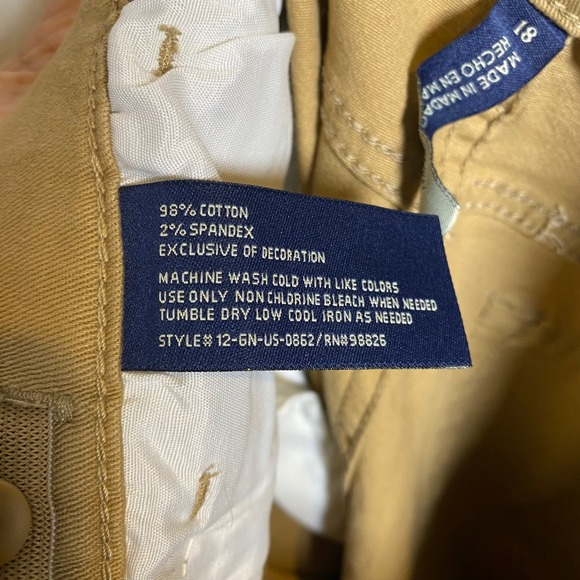 18
MADE IN MADA
HECHO EN MA
98% COTTON
2% SPANDEX
EXCLUSIVE OF DECORATION
MACHINE WASH COLD WITH LIKE COLORS
USE ONLY NON CHLORINE BLEACH WHEN NEEDED
TUMBLE DRY LOW COOL IRON AS NEEDED
STYLE# 12-GN-US-0862/RN#98826